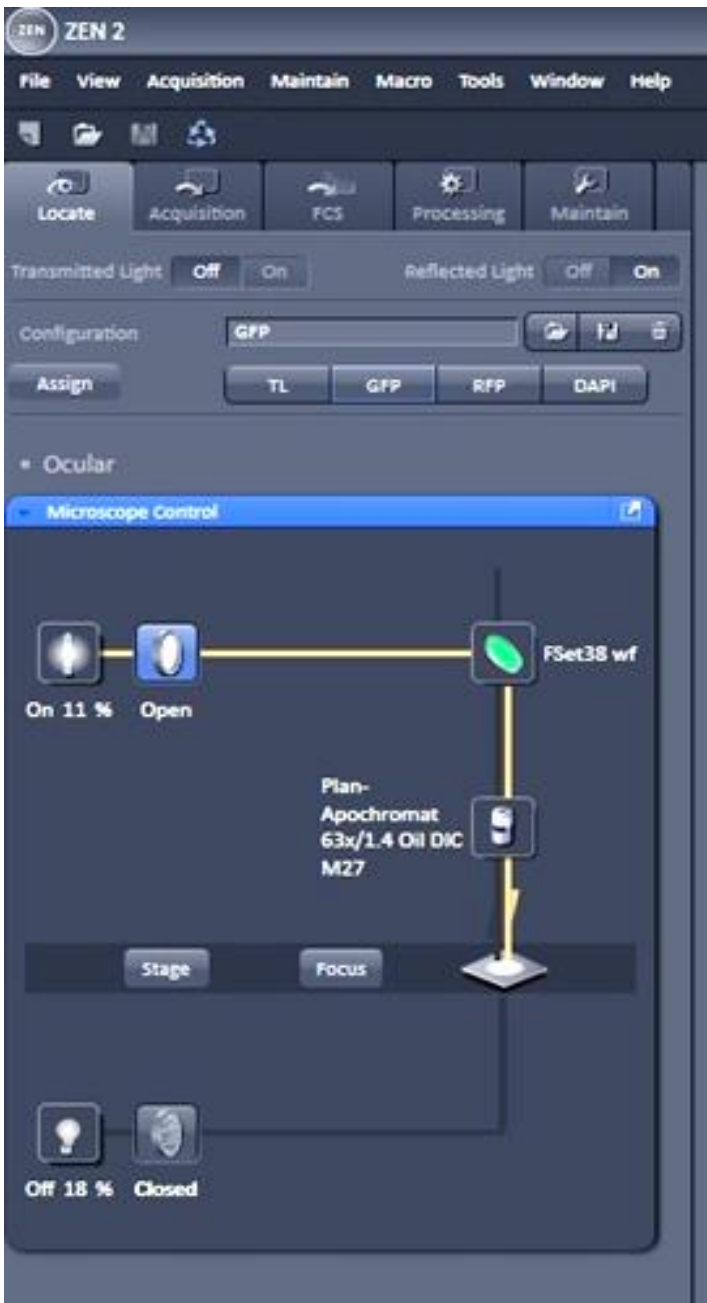 ZEN ZEN 2
File View Acquisition Maintain Macro Tools Window Help
Locate Acquisition FCS Processing Maintain
Transmitted Light Off On Reflected Light Off On
Configuration GFP
Assign TL GFP RFP DAPI
Ocular
Microscope Control
FSet38 wf
On 11 % Open
Plan-
Apochromat
63x/1.4 Oil DIC
M27
Stage Focus
Off 18 % Closed